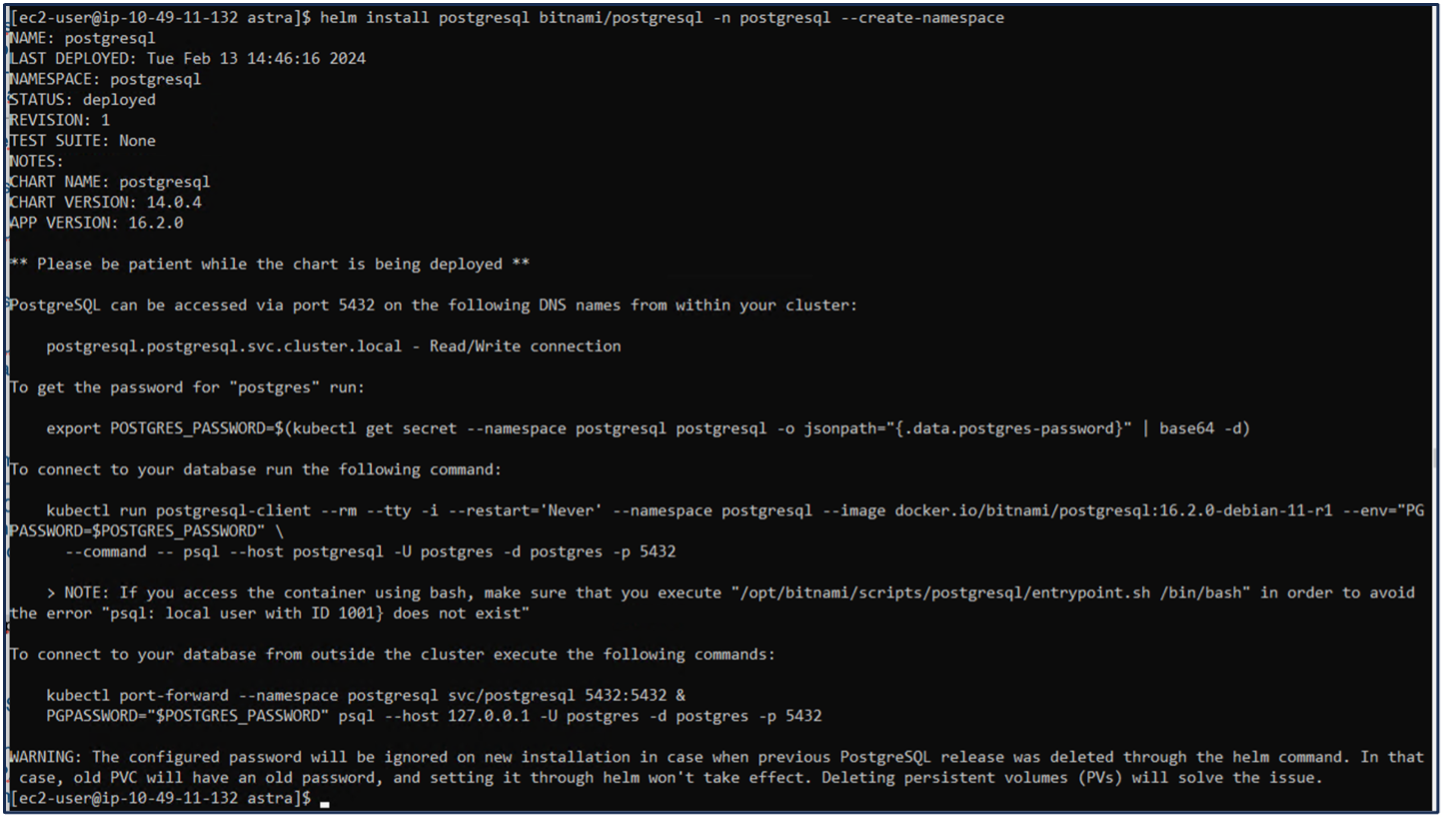 [ec2-user@ip-10-49-11-132 astra]$ helm install postgresql bitnami/postgresql -n postgresql --create-namespace
NAME: postgresql
LAST DEPLOYED: Tue Feb 13 14:46:16 2024
NAMESPACE: postgresql
STATUS: deployed
REVISION: 1
TEST SUITE: None
NOTES:
CHART NAME: postgresql
CHART VERSION: 14.0.4
APP VERSION: 16.2.0
** Please be patient while the chart is being deployed **
PostgreSQL can be accessed via port 5432 on the following DNS names from within your cluster:
postgresql.postgresql.svc.cluster.local - Read/Write connection
To get the password for "postgres" run:
export POSTGRES_PASSWORD=$(kubectl get secret --namespace postgresql postgresql -o jsonpath="{.data.postgres-password}" | base64 -d)
To connect to your database run the following command:
kubectl run postgresql-client --rm --tty -i --restart='Never' --namespace postgresql --image docker.io/bitnami/postgresql:16.2.0-debian-11-r1 --env="PG
PASSWORD=$POSTGRES_PASSWORD" \
--command -- psql --host postgresql -U postgres -d postgres -p 5432
> NOTE: If you access the container using bash, make sure that you execute "/opt/bitnami/scripts/postgresql/entrypoint.sh /bin/bash" in order to avoid
the error "psql: local user with ID 1001} does not exist"
To connect to your database from outside the cluster execute the following commands:
kubectl port-forward --namespace postgresql svc/postgresql 5432:5432 &
PGPASSWORD="$POSTGRES_PASSWORD" psql --host 127.0.0.1 -U postgres -d postgres -p 5432
WARNING: The configured password will be ignored on new installation in case when previous PostgreSQL release was deleted through the helm command. In that
case, old PVC will have an old password, and setting it through helm won't take effect. Deleting persistent volumes (PVs) will solve the issue.
[ec2-user@ip-10-49-11-132 astra]$